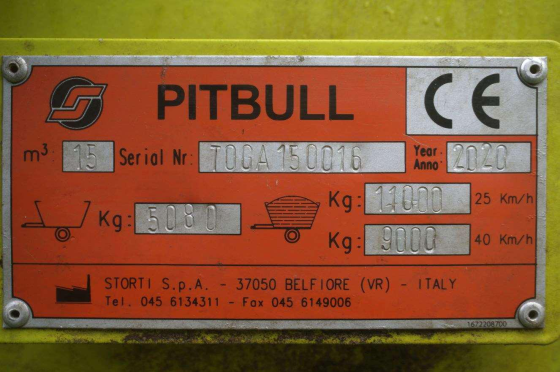 PITBULL
CE
m³ 15 Serial Nr: TOGA150016 Year Anno: 2020
Kg: 5080
Kg: 11000 25 Km/h
Kg: 9000 40 Km/h
STORTI S.p.A. - 37050 BELFIORE (VR) - ITALY
Tel. 045 6134311 - Fax 045 6149006
1672208700